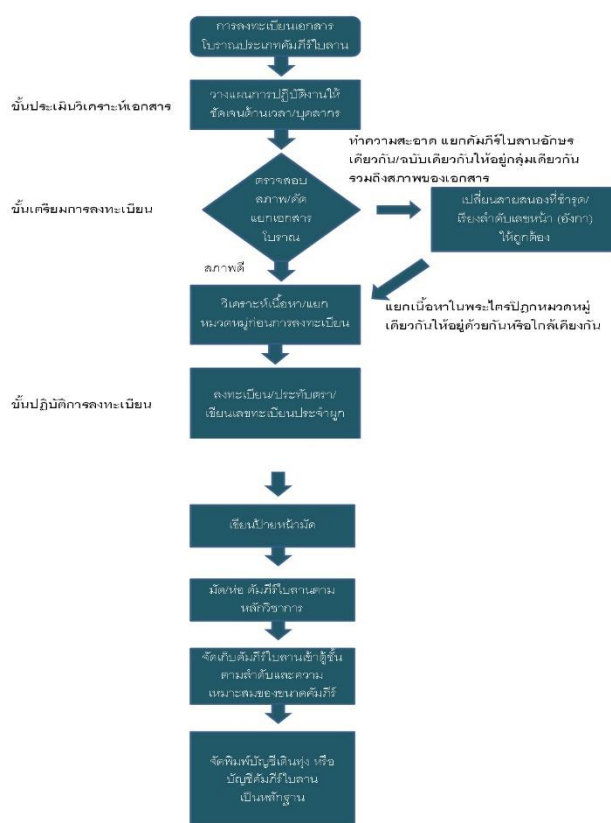 การลงทะเบียนเอกสาร
โบราณประเภทคัมภีร์ใบลาน
ขั้นประเมินวิเคราะห์เอกสาร
วางแผนการปฏิบัติงานให้
ชัดเจนด้านเวลา/บุคลากร
ทำความสะอาด แยกคัมภีร์ใบลานอักษร
เดียวกัน/ฉบับเดียวกันให้อยู่กลุ่มเดียวกัน
รวมถึงสภาพของเอกสาร
ขั้นเตรียมการลงทะเบียน
ตรวจสอบ
สภาพ/คัด
แยกเอกสาร
โบราณ
เปลี่ยนสายสนองที่ชำรุด/
เรียงลำดับเลขหน้า (อังกา)
ให้ถูกต้อง
สภาพดี
วิเคราะห์เนื้อหา/แยก
หมวดหมู่ก่อนการลงทะเบียน
แยกเนื้อหาในพระไตรปิฎกหมวดหมู่
เดียวกันให้อยู่ด้วยกันหรือใกล้เคียงกัน
ขั้นปฏิบัติการลงทะเบียน
ลงทะเบียน/ประทับตรา/
เขียนเลขทะเบียนประจำผูก
เขียนป้ายหน้ามัด
มัด/ห่อ คัมภีร์ใบลานตาม
หลักวิชาการ
จัดเก็บคัมภีร์ใบลานเข้าตู้ชั้น
ตามลำดับและความ
เหมาะสมของขนาดคัมภีร์
จัดพิมพ์บัญชีเดินทุ่ง หรือ
บัญชีคัมภีร์ใบลาน
เป็นหลักฐาน